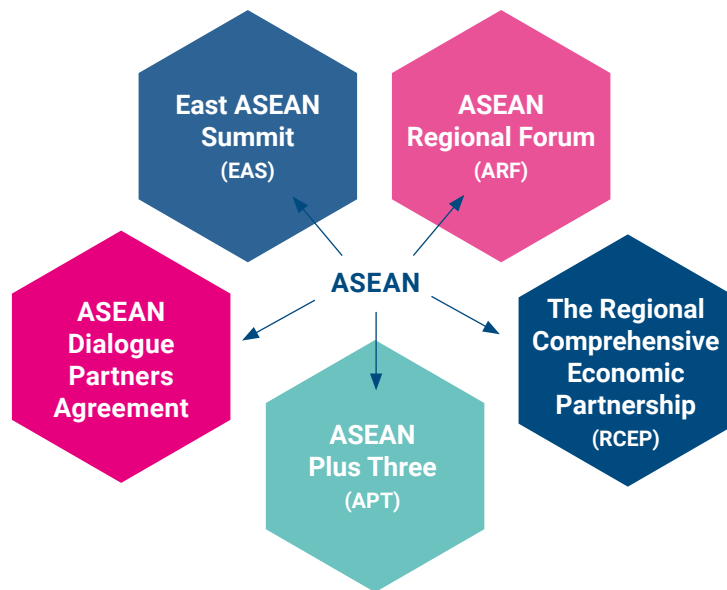 East ASEAN
Summit
(EAS)
ASEAN
Regional Forum
(ARF)
ASEAN
ASEAN
Dialogue
Partners
Agreement
The Regional
Comprehensive
Economic
Partnership
(RCEP)
ASEAN
Plus Three
(APT)